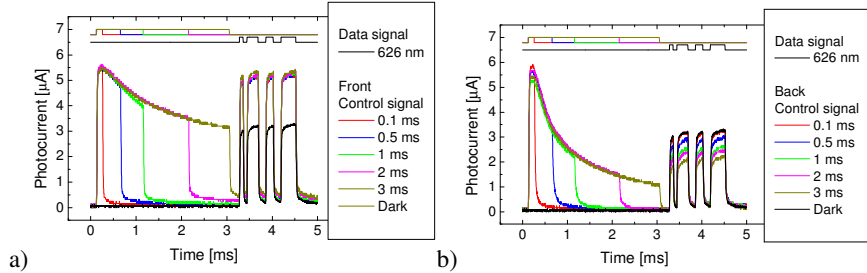 a)
Photocurrent [µA]
7
6
5
4
3
2
1
0
0 1 2 3 4 5
Time [ms]
Data signal
626 nm
Front
Control signal
0.1 ms
0.5 ms
1 ms
2 ms
3 ms
Dark
b)
Photocurrent [µA]
8
7
6
5
4
3
2
1
0
0 1 2 3 4 5
Time [ms]
Data signal
626 nm
Back
Control signal
0.1 ms
0.5 ms
1 ms
2 ms
3 ms
Dark